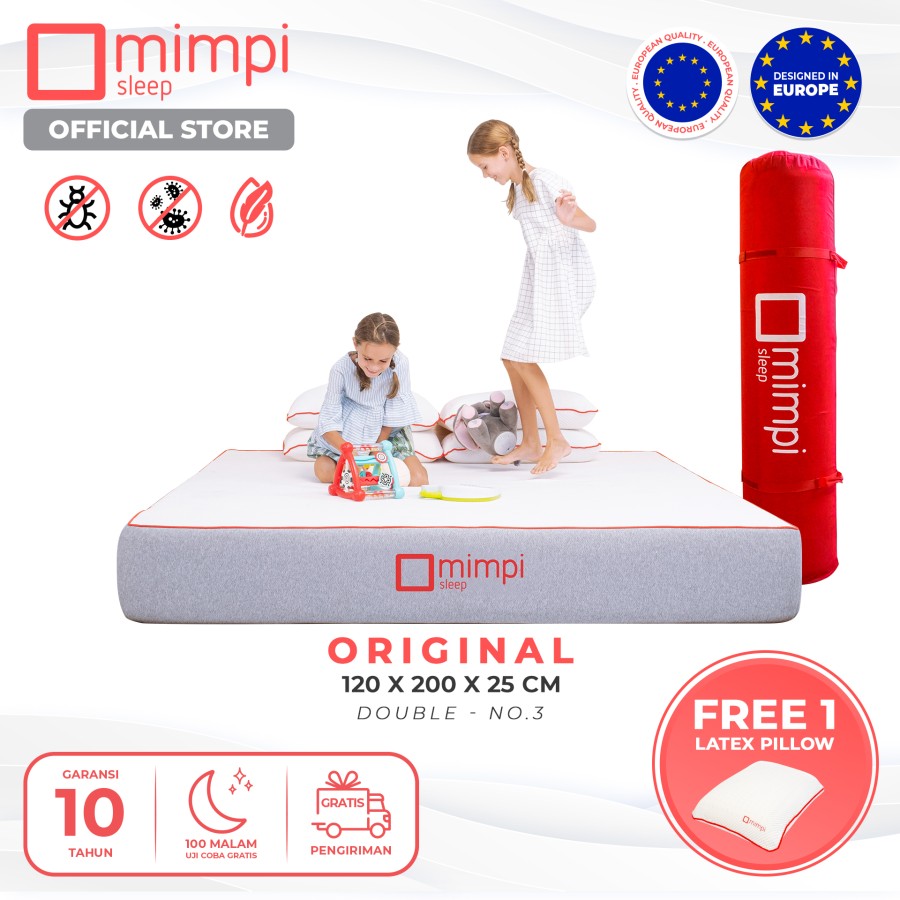 mimpi
sleep
OFFICIAL STORE
EUROPEAN QUALITY . EUROPEAN QUALITY . EUROPEAN QUALITY .
DESIGNED IN
EUROPE
mimpi
sleep
mimpi
sleep
ORIGINAL
120 X 200 X 25 CM
DOUBLE - NO.3
FREE 1
LATEX PILLOW
mimpi
GARANSI
10
TAHUN
100 MALAM
UJI COBA GRATIS
GRATIS
PENGIRIMAN